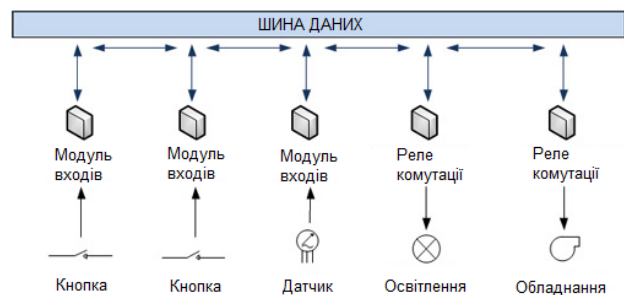 ШИНА ДАНИХ
Модуль
входів
Модуль
входів
Модуль
входів
Реле
комутації
Реле
комутації
Кнопка
Кнопка
Датчик
Освітлення
Обладнання